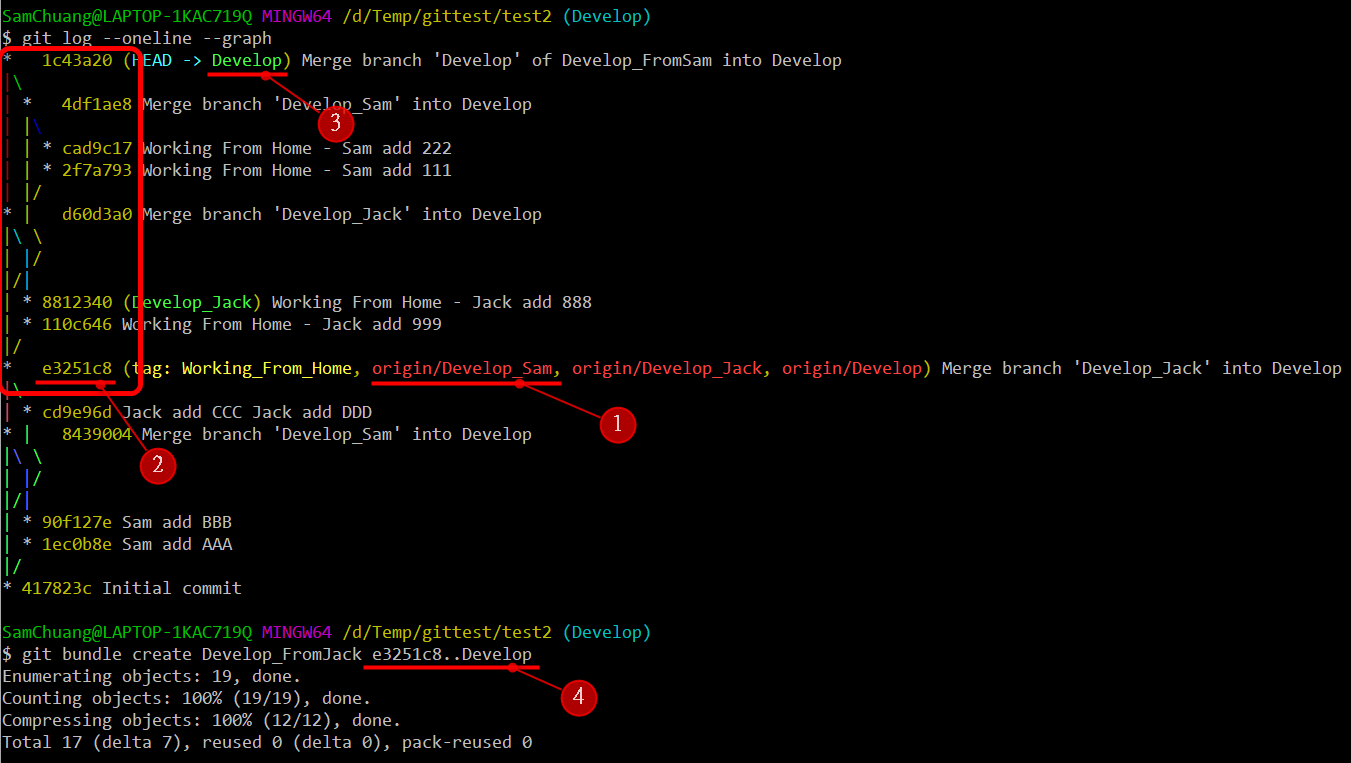 SamChuang@LAPTOP-1KAC719Q MINGW64 /d/Temp/gittest/test2 (Develop)
$ git log --oneline --graph
*   1c43a20 (HEAD -> Develop) Merge branch 'Develop' of Develop_FromSam into Develop
|\
| *   4df1ae8 Merge branch 'Develop_Sam' into Develop
| |\
3
| | * cad9c17 Working From Home - Sam add 222
| | * 2f7a793 Working From Home - Sam add 111
| |/
* |   d60d3a0 Merge branch 'Develop_Jack' into Develop
|\ \
| |/
|/|
| * 8812340 (Develop_Jack) Working From Home - Jack add 888
| * 110c646 Working From Home - Jack add 999
|/
*   e3251c8 (tag: Working_From_Home, origin/Develop_Sam, origin/Develop_Jack, origin/Develop) Merge branch 'Develop_Jack' into Develop
|\
| * cd9e96d Jack add CCC Jack add DDD
1
* |   8439004 Merge branch 'Develop_Sam' into Develop
|\ \
2
| |/
|/|
| * 90f127e Sam add BBB
| * 1ec0b8e Sam add AAA
|/
* 417823c Initial commit
SamChuang@LAPTOP-1KAC719Q MINGW64 /d/Temp/gittest/test2 (Develop)
$ git bundle create Develop_FromJack e3251c8..Develop
Enumerating objects: 19, done.
4
Counting objects: 100% (19/19), done.
Compressing objects: 100% (12/12), done.
Total 17 (delta 7), reused 0 (delta 0), pack-reused 0